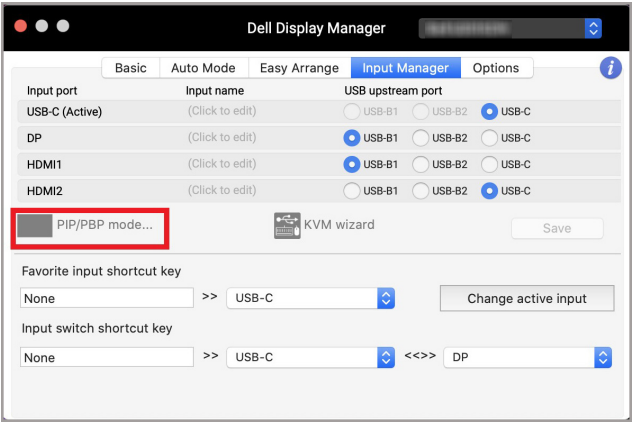 Dell Display Manager
Basic Auto Mode Easy Arrange Input Manager Options i
Input port Input name USB upstream port
USB-C (Active) (Click to edit) USB-B1 USB-B2 USB-C
DP (Click to edit) USB-B1 USB-B2 USB-C
HDMI1 (Click to edit) USB-B1 USB-B2 USB-C
HDMI2 (Click to edit) USB-B1 USB-B2 USB-C
PIP/PBP mode... KVM wizard Save
Favorite input shortcut key
None >> USB-C Change active input
Input switch shortcut key
None >> USB-C <<>> DP